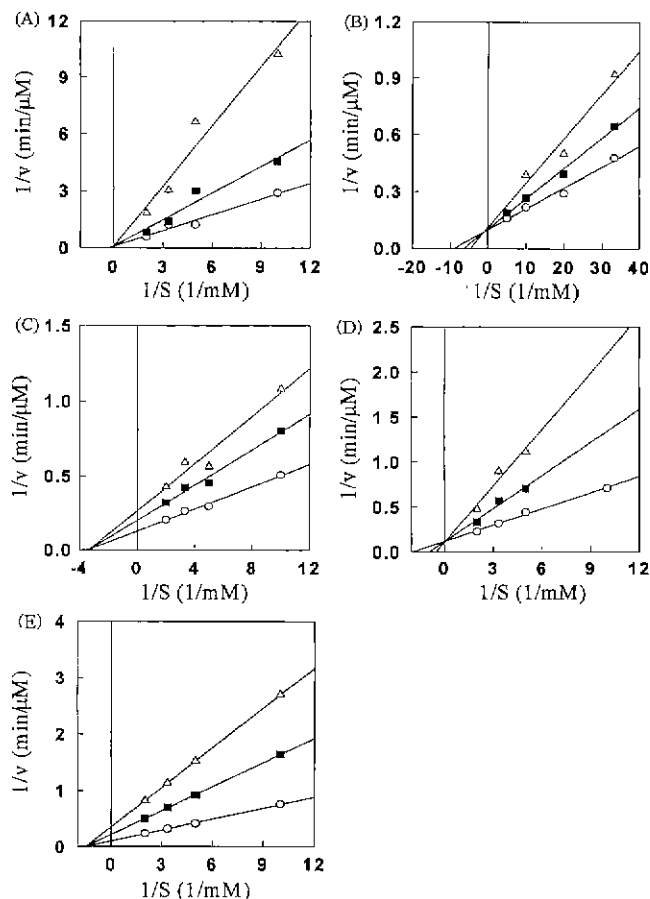 (A)
12
9
6
3
0
1/v (min/μM)
0 3 6 9 12
1/S (1/mM)
(B)
1.2
0.9
0.6
0.3
0.0
1/v (min/μM)
-20 -10 0 10 20 30 40
1/S (1/mM)
(C)
1.5
1.0
0.5
0.0
1/v (min/μM)
-4 0 4 8 12
1/S (1/mM)
(D)
2.5
2.0
1.5
1.0
0.5
0.0
1/v (min/μM)
0 3 6 9 12
1/S (1/mM)
(E)
4
3
2
1
0
1/v (min/μM)
0 3 6 9 12
1/S (1/mM)